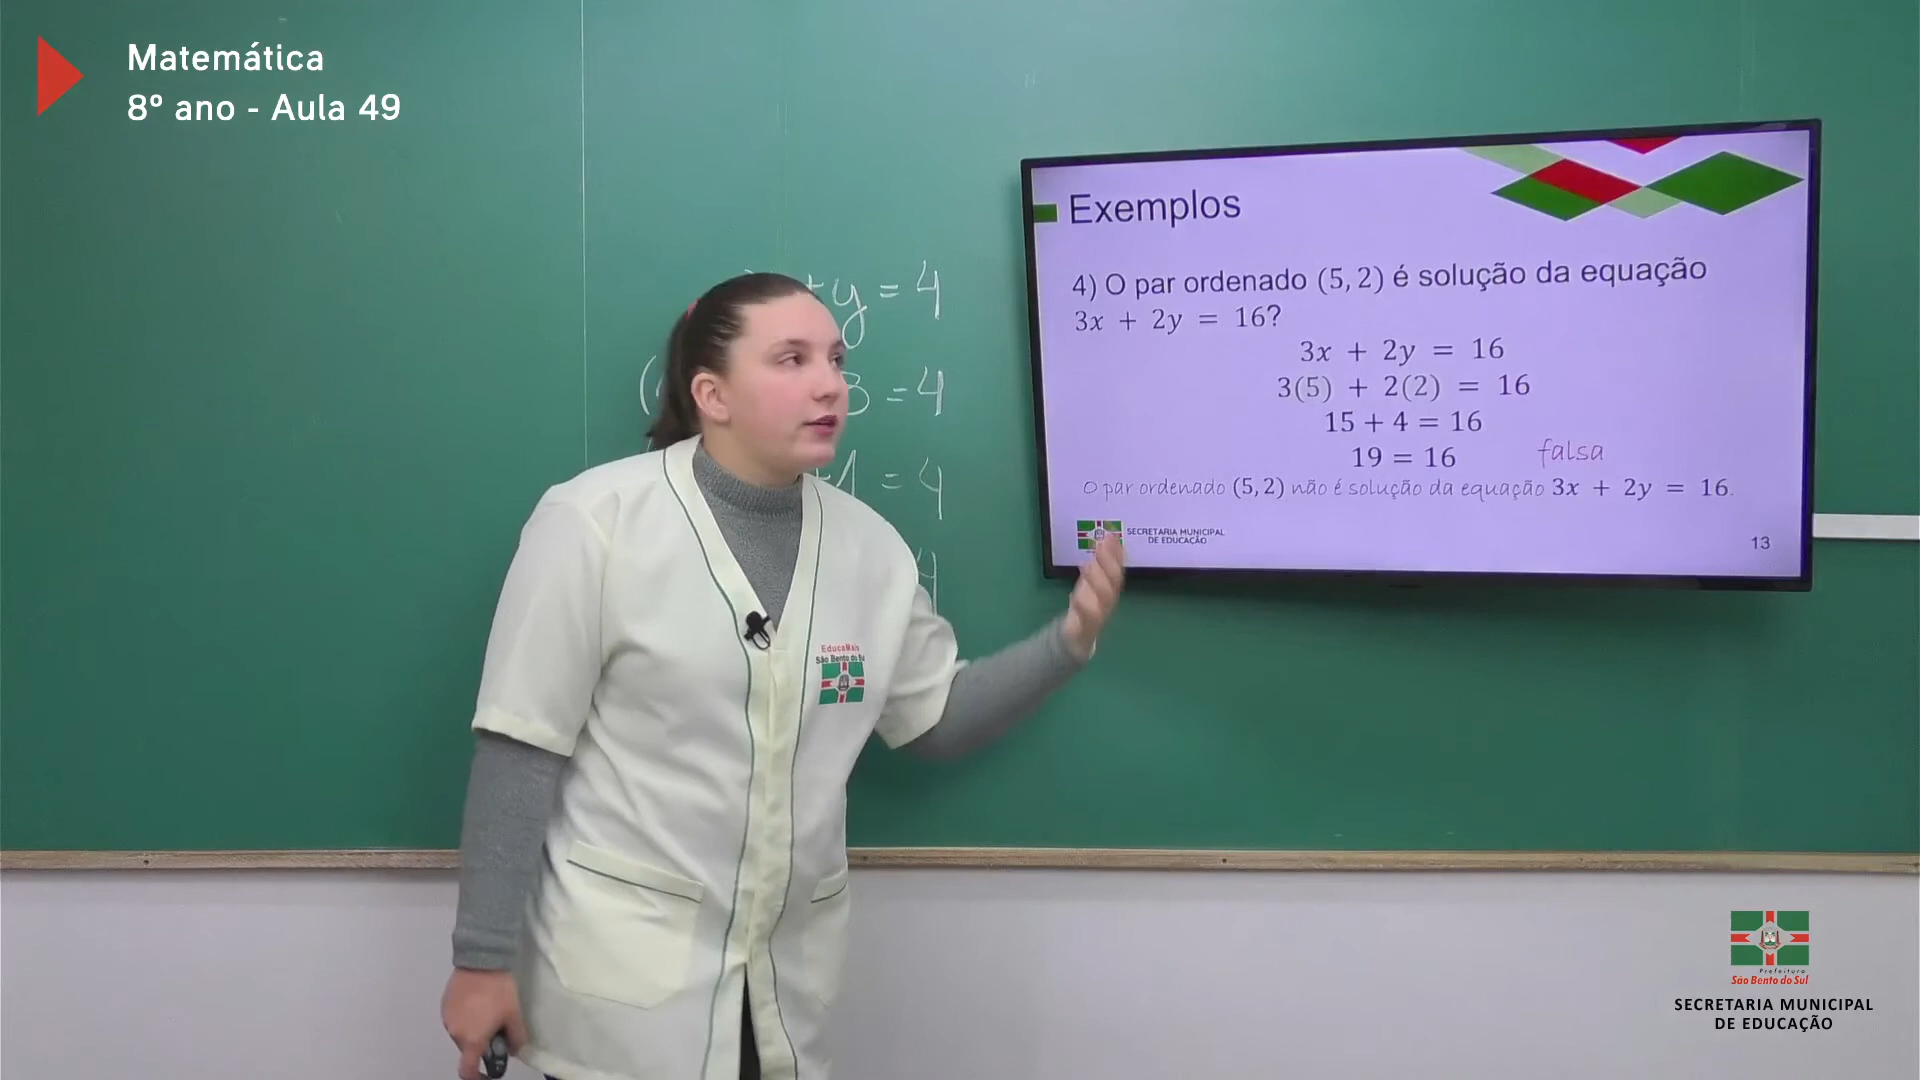 Matemática
8º ano - Aula 49
+y = 4
3 = 4
= 4
4
Exemplos
4) O par ordenado (5, 2) é solução da equação
3x + 2y = 16?
3x + 2y = 16
3(5) + 2(2) = 16
15 + 4 = 16
19 = 16 falsa
O par ordenado (5, 2) não é solução da equação 3x + 2y = 16.
SECRETARIA MUNICIPAL
DE EDUCAÇÃO
13
EducaMais
São Bento do Su
Prefeitura
São Bento do Sul
SECRETARIA MUNICIPAL
DE EDUCAÇÃO